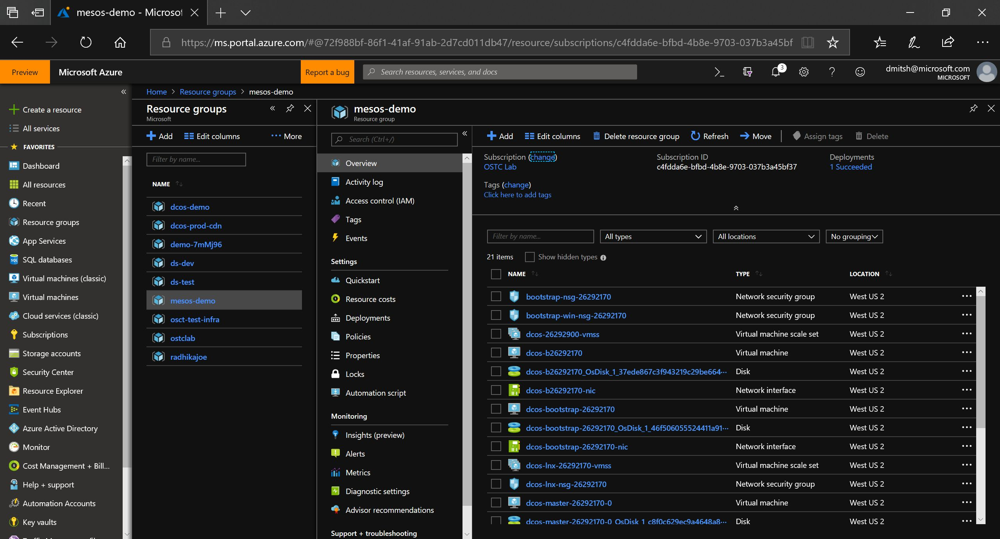 mesos-demo - Microsof
https://ms.portal.azure.com/#@72f988bf-86f1-41af-91ab-2d7cd011db47/resource/subscriptions/c4fdda6e-bfbd-4b8e-9703-037b3a45bf
Preview
Microsoft Azure
Report a bug
Search resources, services, and docs
3
dmitsh@microsoft.com
MICROSOFT
Create a resource
All services
FAVORITES
Dashboard
All resources
Recent
Resource groups
App Services
SQL databases
Virtual machines (classic)
Virtual machines
Cloud services (classic)
Subscriptions
Storage accounts
Security Center
Resource Explorer
Event Hubs
Azure Active Directory
Monitor
Cost Management + Bill...
Help + support
Automation Accounts
Key vaults
Home > Resource groups > mesos-demo
Resource groups
Microsoft
Add
Edit columns
More
Filter by name...
NAME
dcos-demo
dcos-prod-cdn
demo-7mMj96
ds-dev
ds-test
mesos-demo
osct-test-infra
ostclab
radhikajoe
mesos-demo
Resource group
Search (Ctrl+/)
Overview
Activity log
Access control (IAM)
Tags
Events
Settings
Quickstart
Resource costs
Deployments
Policies
Properties
Locks
Automation script
Monitoring
Insights (preview)
Alerts
Metrics
Diagnostic settings
Advisor recommendations
Support + troubleshooting
Add
Edit columns
Delete resource group
Refresh
Move
Assign tags
Delete
Subscription (change)
OSTC Lab
Subscription ID
c4fdda6e-bfbd-4b8e-9703-037b3a45bf37
Deployments
1 Succeeded
Tags (change)
Click here to add tags
Filter by name...
All types
All locations
No grouping
21 items
Show hidden types
NAME TYPE LOCATION
bootstrap-nsg-26292170 Network security group West US 2
bootstrap-win-nsg-26292170 Network security group West US 2
dcos-26292900-vmss Virtual machine scale set West US 2
dcos-b26292170 Virtual machine West US 2
dcos-b26292170_OsDisk_1_37ede867c3f943219c29be664... Disk West US 2
dcos-b26292170-nic Network interface West US 2
dcos-bootstrap-26292170 Virtual machine West US 2
dcos-bootstrap-26292170_OsDisk_1_46f506055524411a91... Disk West US 2
dcos-bootstrap-26292170-nic Network interface West US 2
dcos-lnx-26292170-vmss Virtual machine scale set West US 2
dcos-lnx-nsg-26292170 Network security group West US 2
dcos-master-26292170-0 Virtual machine West US 2
dcos-master-26292170-0_OsDisk_1_c8f0c629ec9a4648a8... Disk West US 2